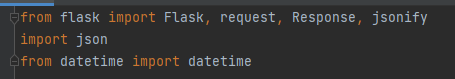 from flask import Flask, request, Response, jsonify
import json
from datetime import datetime